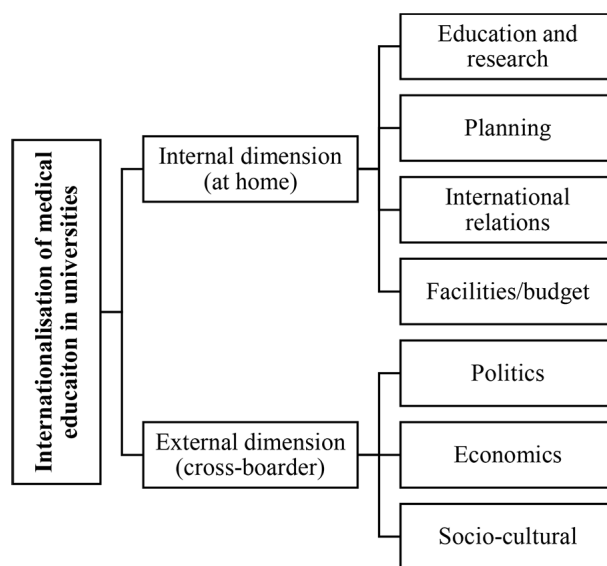 Internationalisation of medical
educaiton in universities
Internal dimension
(at home)
Education and
research
Planning
International
relations
Facilities/budget
External dimension
(cross-boarder)
Politics
Economics
Socio-cultural